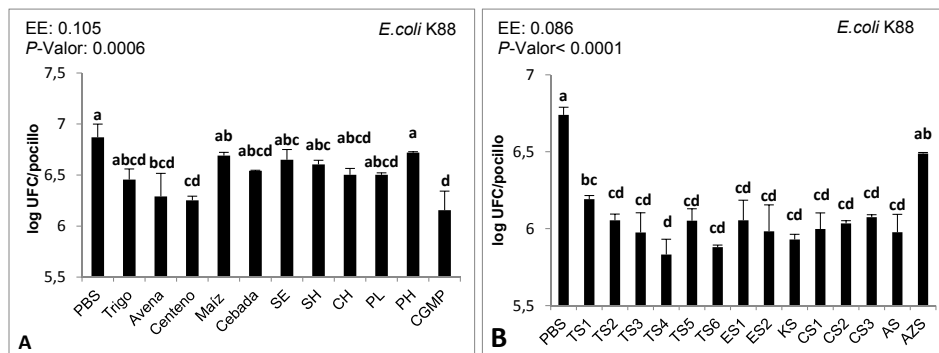 EE: 0.105
E.coli K88
P-Valor: 0.0006
log UFC/pocillo
7,5
7
6,5
6
5,5
a
abcd
bcd
cd
ab
abcd
abc
abc
abcd
abcd
a
d
PBS
Trigo
Avena
Centeno
Maíz
Cebada
SE
SH
CH
PL
PH
CGMP
A
EE: 0.086
E.coli K88
P-Valor< 0.0001
log UFC/pocillo
7
6,5
6
5,5
a
bc
cd
cd
d
cd
cd
cd
cd
cd
cd
cd
cd
cd
ab
PBS
TS1
TS2
TS3
TS4
TS5
TS6
ES1
ES2
KS
CS1
CS2
CS3
AS
AZS
B